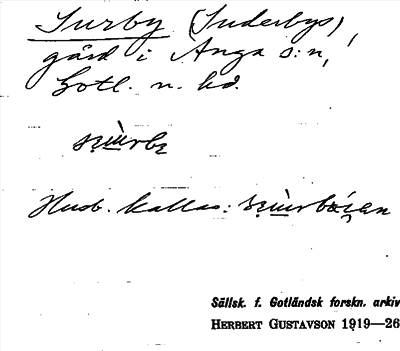 Surby (Suderbys),
gård i Anga s:n,
Gotl. n. hd.
Husb. kallas:
Sällsk. f. Gotländsk forskn. arkiv
HERBERT GUSTAVSON 1919—26